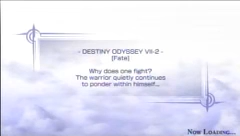 - DESTINY ODYSSEY VII-2 -
[Fate]
Why does one fight?
The warrior quietly continues
to ponder within himself...
Now Loading...